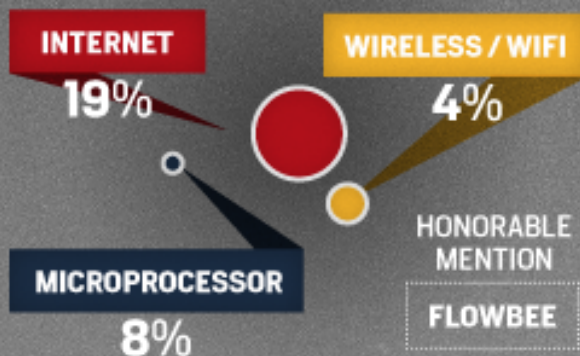 INTERNET
19%
WIRELESS / WIFI
4%
MICROPROCESSOR
8%
HONORABLE
MENTION
FLOWBEE